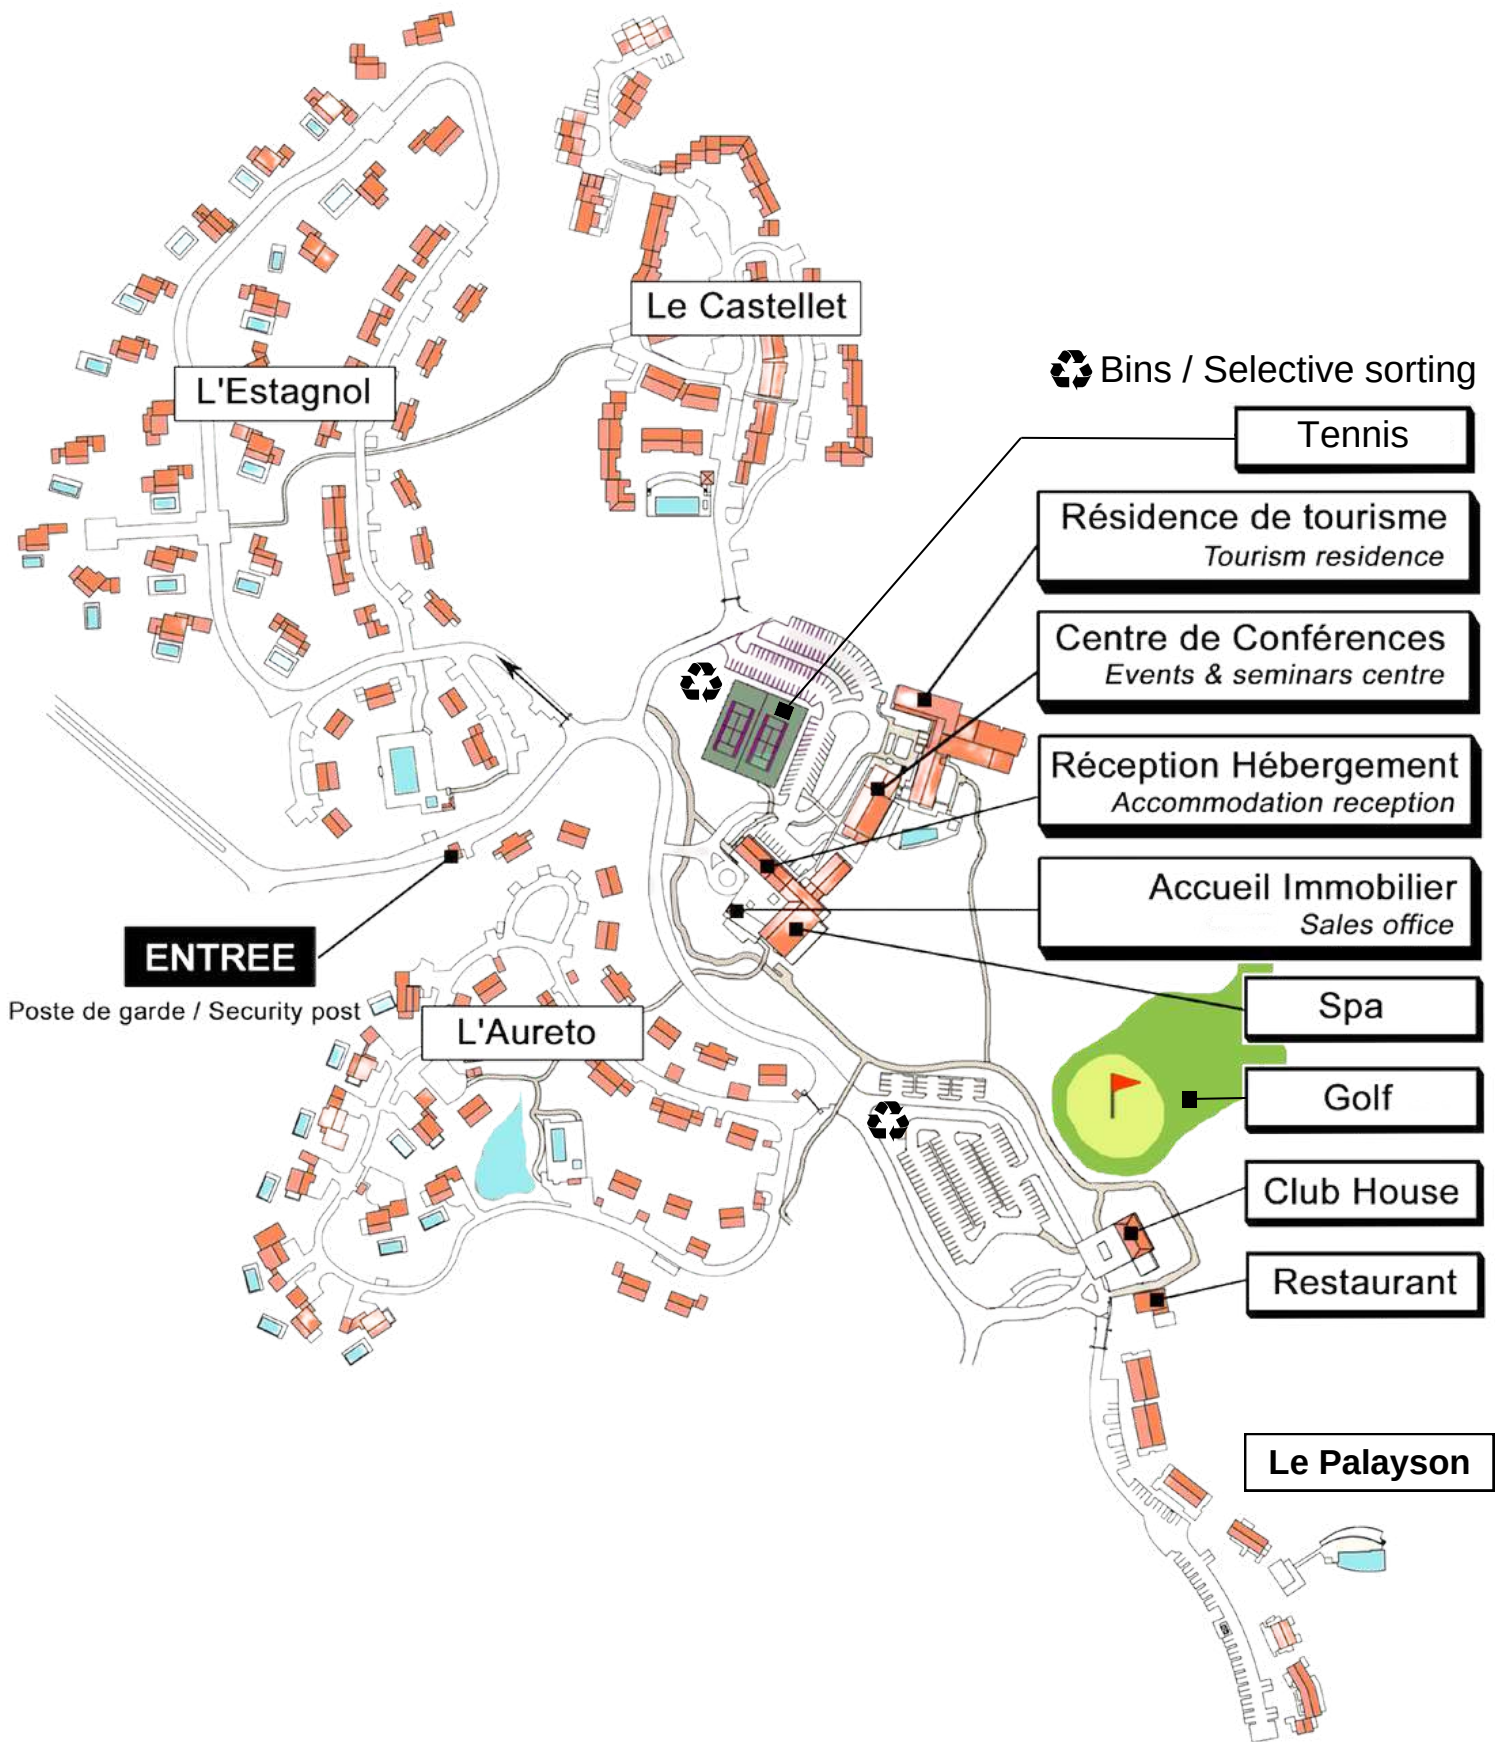 Le Castellet
L'Estagnol
Bins / Selective sorting
Tennis
Résidence de tourisme
Tourism residence
Centre de Conférences
Events & seminars centre
Réception Hébergement
Accommodation reception
Accueil Immobilier
Sales office
ENTREE
Poste de garde / Security post
L'Aureto
Spa
Golf
Club House
Restaurant
Le Palayson